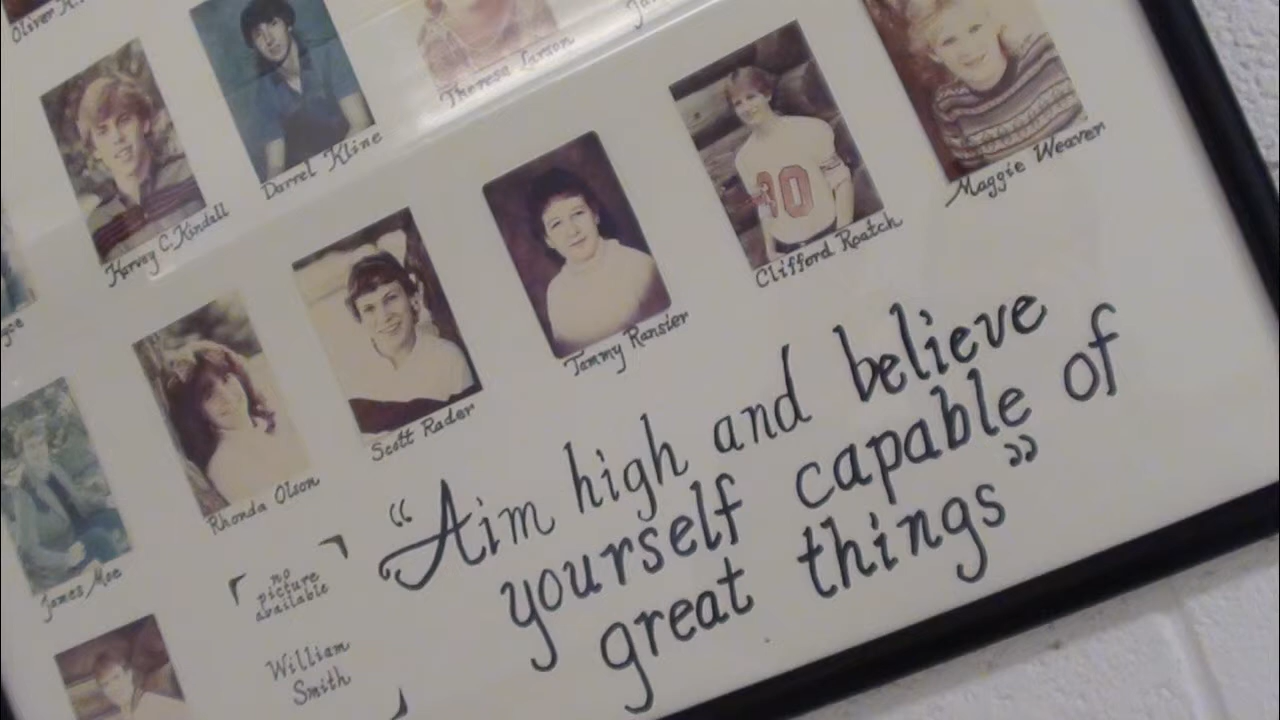 Oliver
Theresa Larson
Darrel Kline
Harvey C. Kindall
Maggie Weaver
Clifford Roatch
Tammy Ransier
Scott Rader
Rhonda Olson
James Moe
no
picture
available
William
Smith
“Aim high and believe
yourself capable of
great things”
30